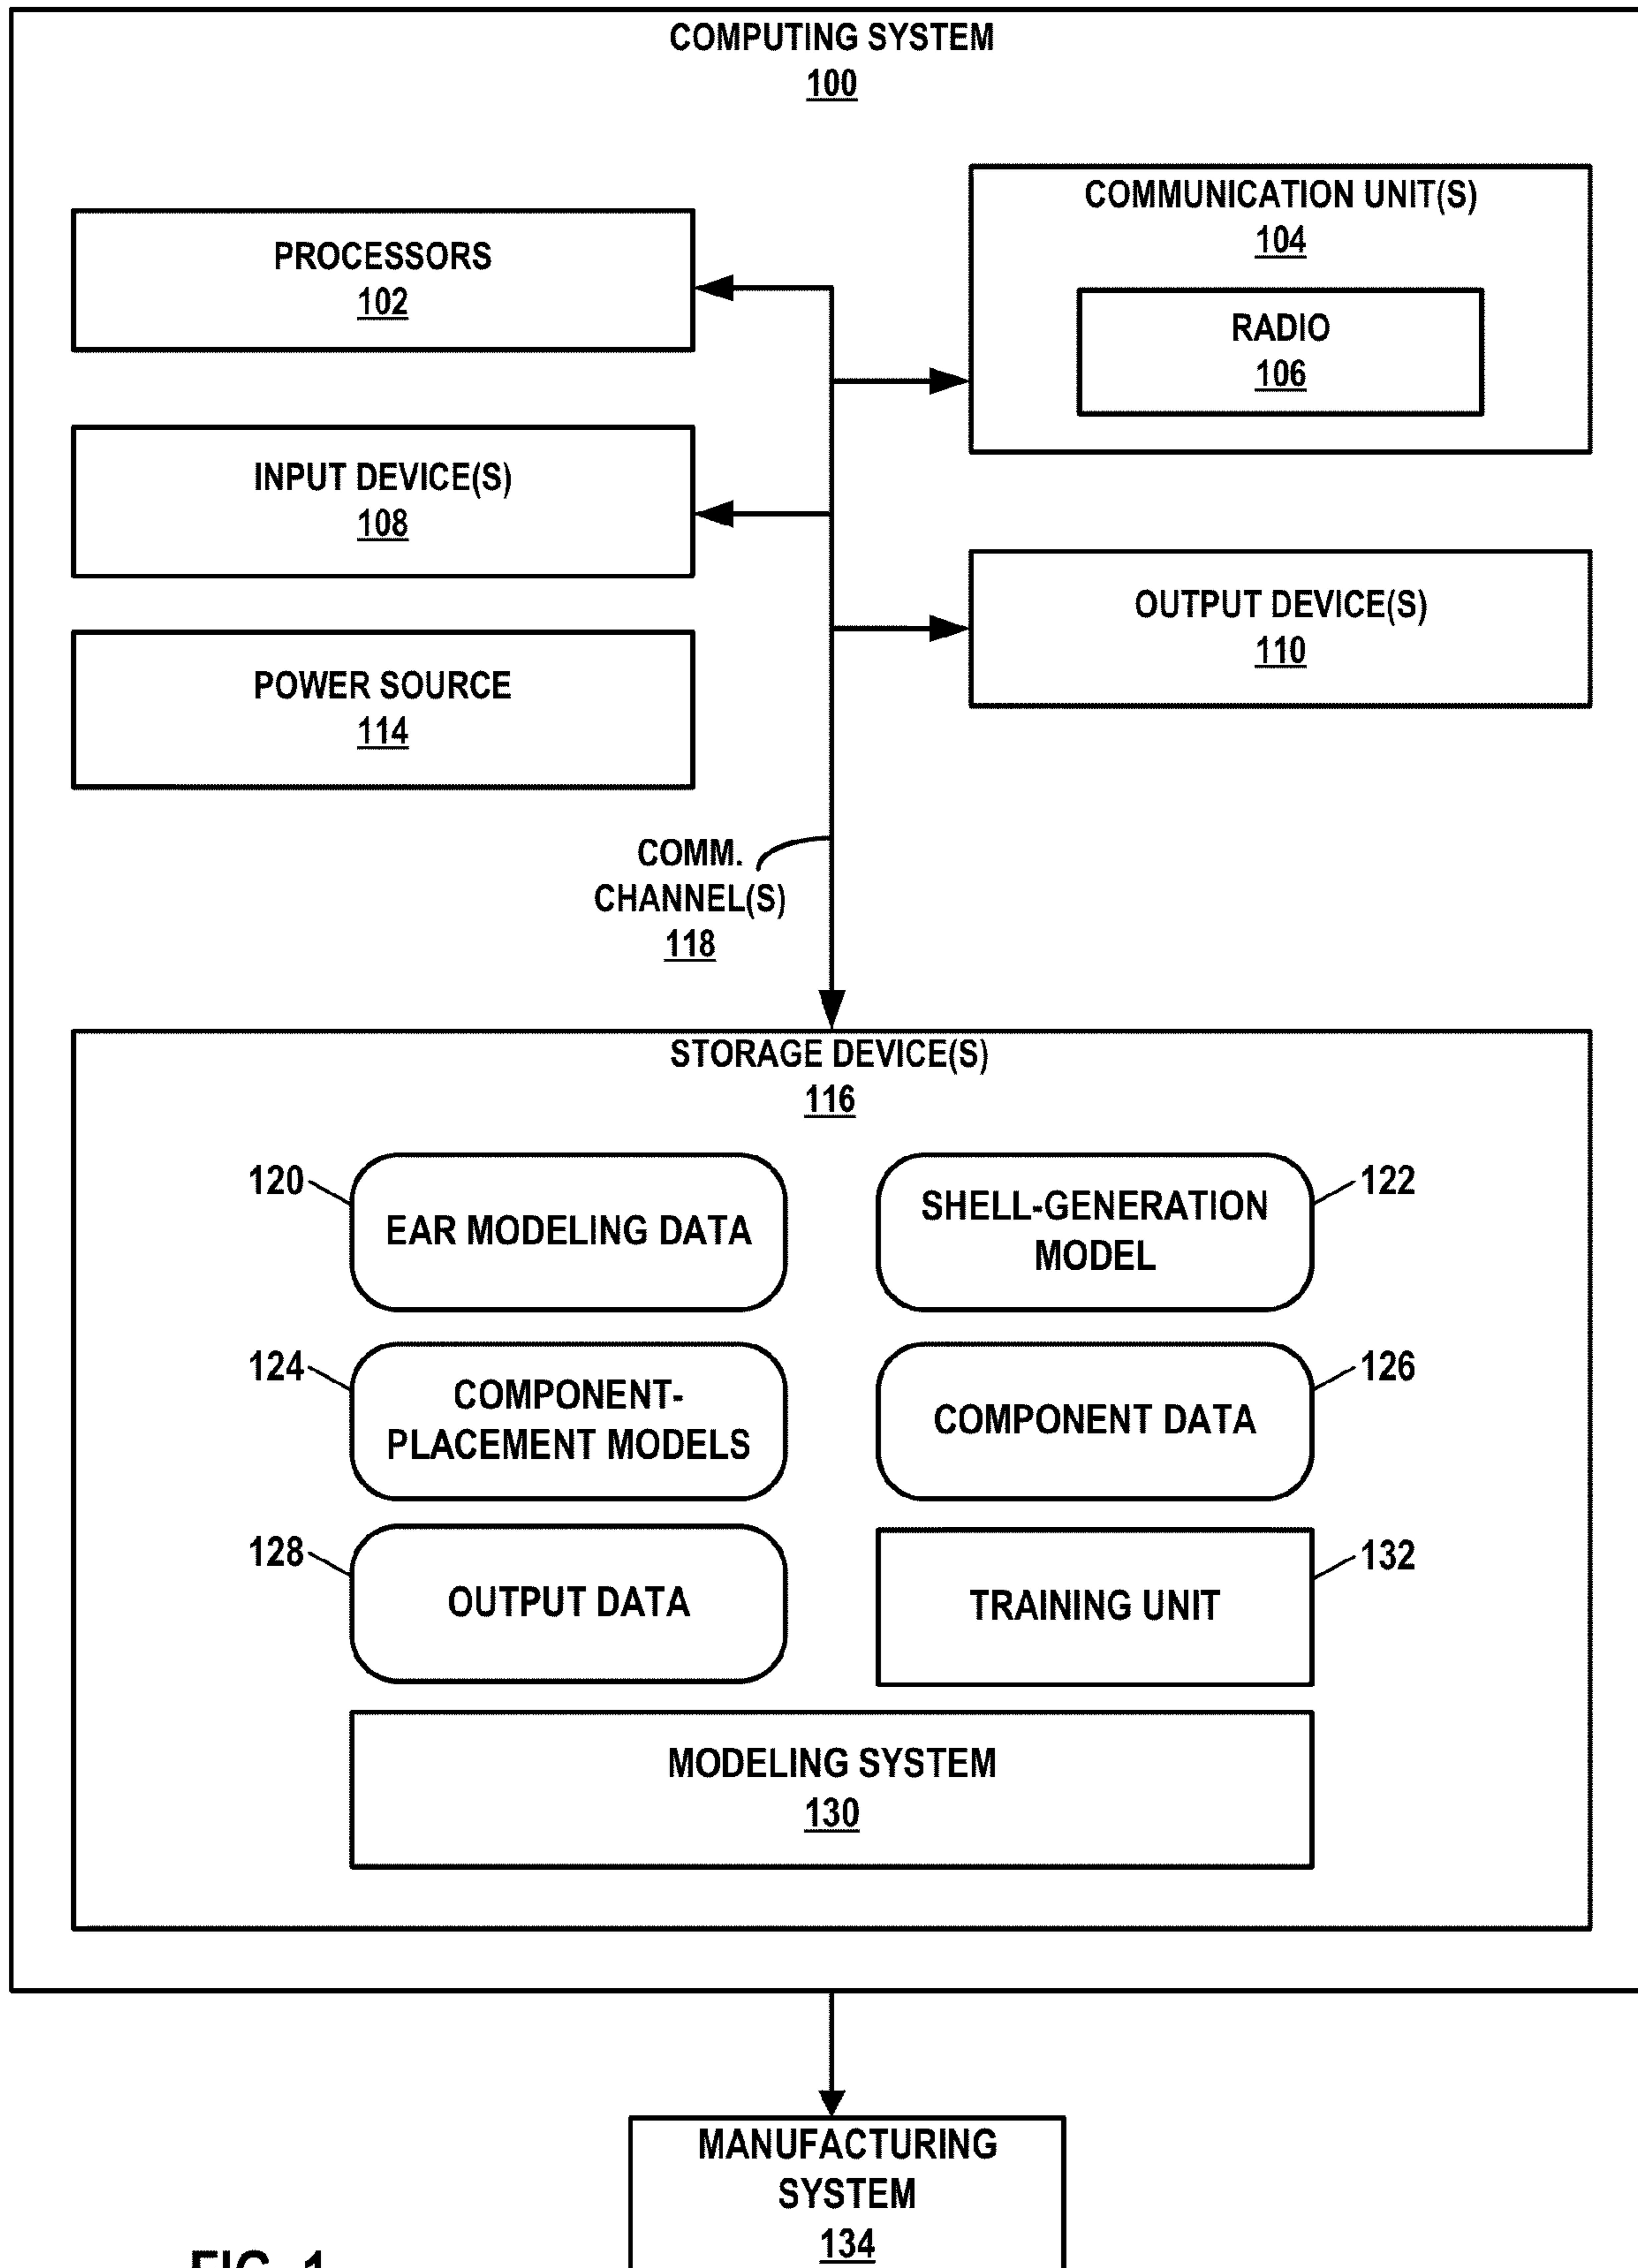 COMPUTING SYSTEM
100
PROCESSORS
102
COMMUNICATION UNIT(S)
104
RADIO
106
INPUT DEVICE(S)
108
OUTPUT DEVICE(S)
110
POWER SOURCE
114
COMM.
CHANNEL(S)
118
STORAGE DEVICE(S)
116
120
EAR MODELING DATA
SHELL-GENERATION
MODEL
122
124
COMPONENT-
PLACEMENT MODELS
COMPONENT DATA
126
128
OUTPUT DATA
TRAINING UNIT
132
MODELING SYSTEM
130
MANUFACTURING
SYSTEM
134
FIG. 1